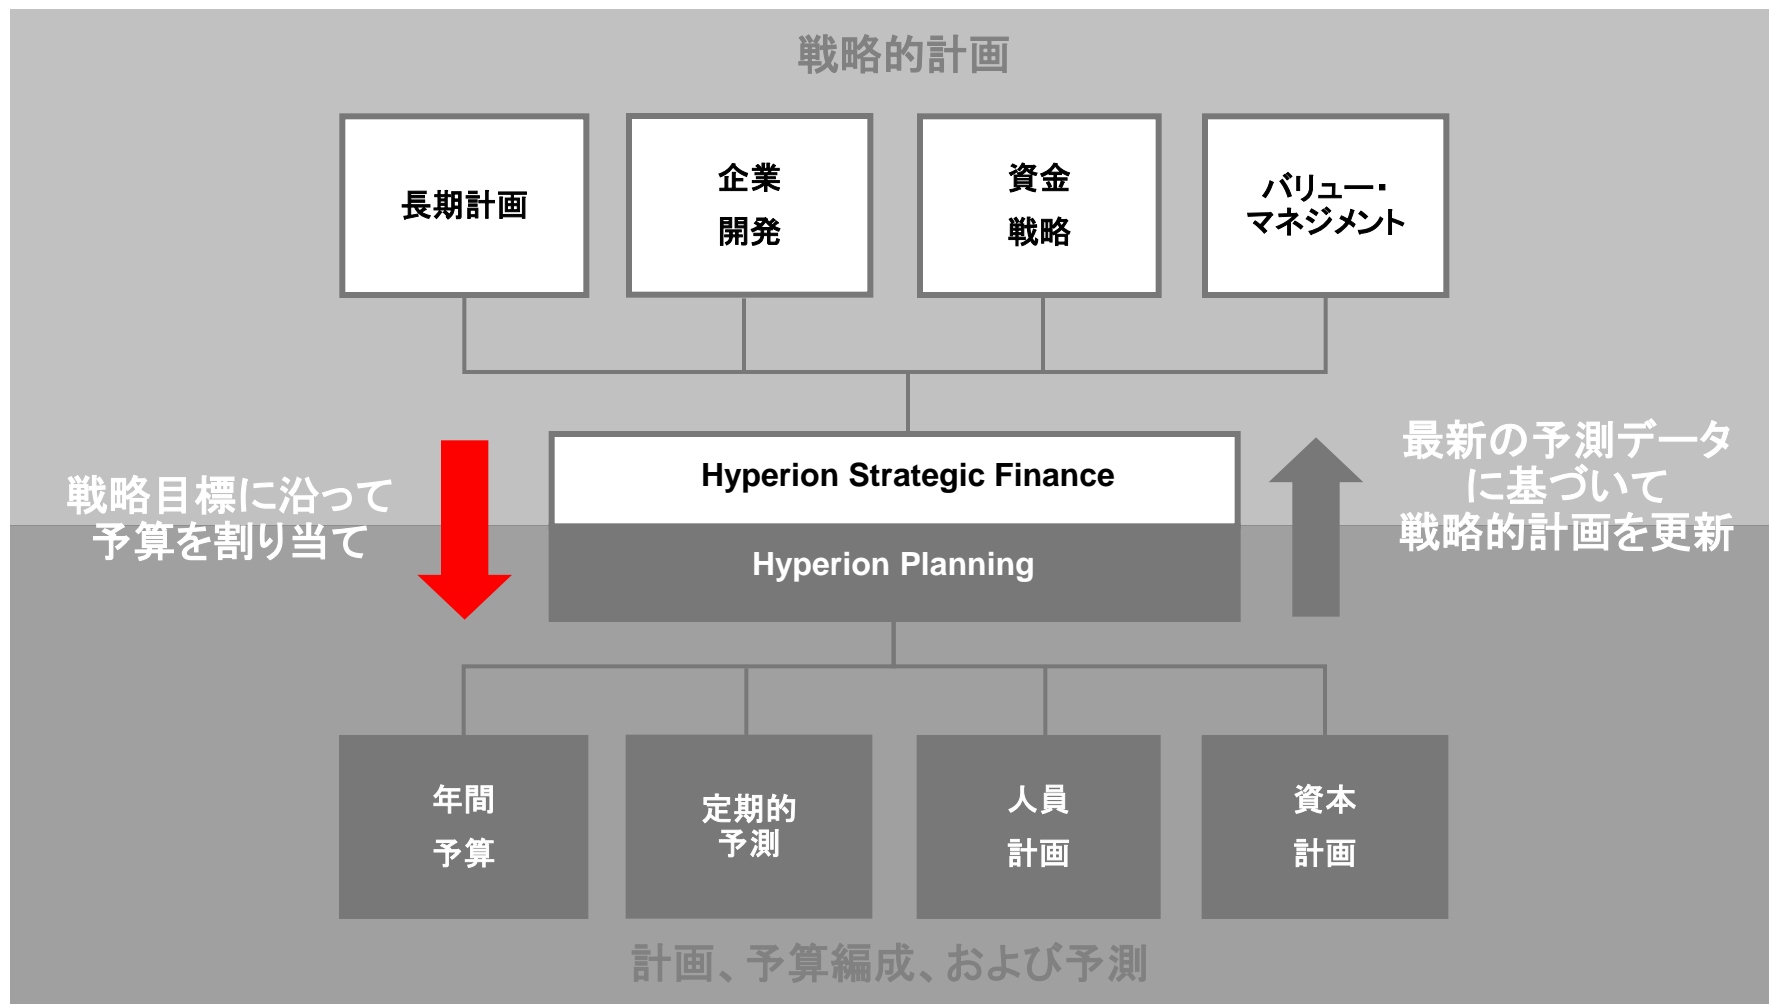 戦略的計画
長期計画
企業
開発
資金
戦略
バリュー・
マネジメント
戦略目標に沿って
予算を割り当て
Hyperion Strategic Finance
Hyperion Planning
最新の予測データ
に基づいて
戦略的計画を更新
年間
予算
定期的
予測
人員
計画
資本
計画
計画、予算編成、および予測